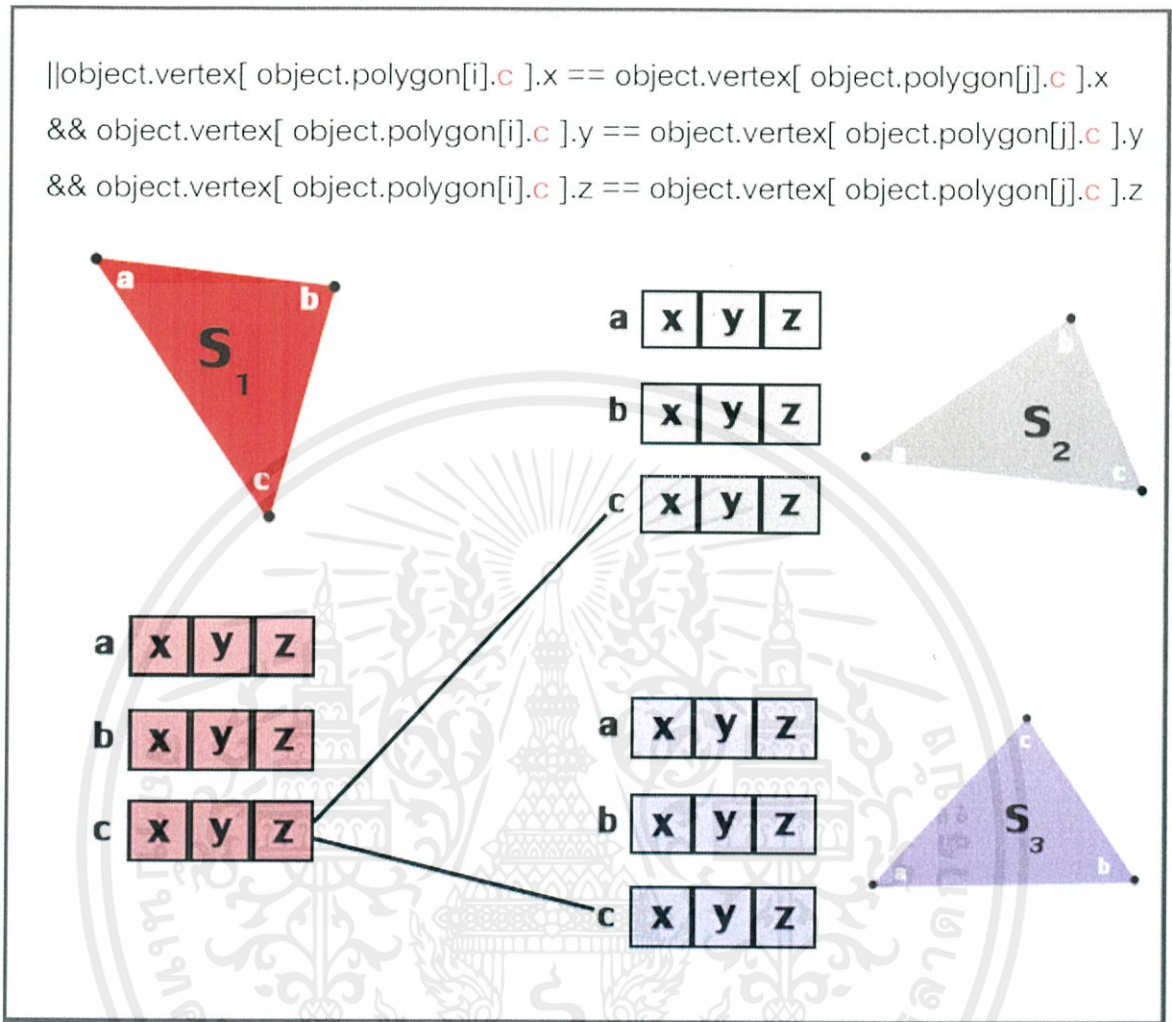 ||object.vertex[ object.polygon[i].c ].x == object.vertex[ object.polygon[j].c ].x
&& object.vertex[ object.polygon[i].c ].y == object.vertex[ object.polygon[j].c ].y
&& object.vertex[ object.polygon[i].c ].z == object.vertex[ object.polygon[j].c ].z
a
b
S1
c
a x y z
b x y z
c x y z
b
S2
a
c
a x y z
b x y z
c x y z
a x y z
b x y z
c x y z
c
S3
a
b